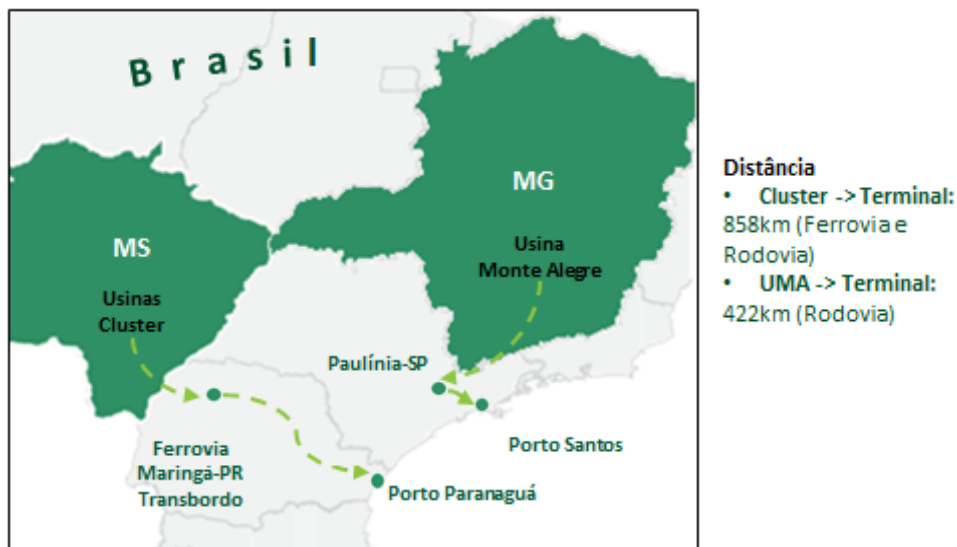 Brasil
MG
MS
Usina
Monte Alegre
Usinas
Cluster
Paulínia-SP
Porto Santos
Ferrovia
Maringá-PR
Transbordo
Porto Paranaguá
Distância
• Cluster -> Terminal:
858km (Ferrovia e
Rodovia)
• UMA -> Terminal:
422km (Rodovia)